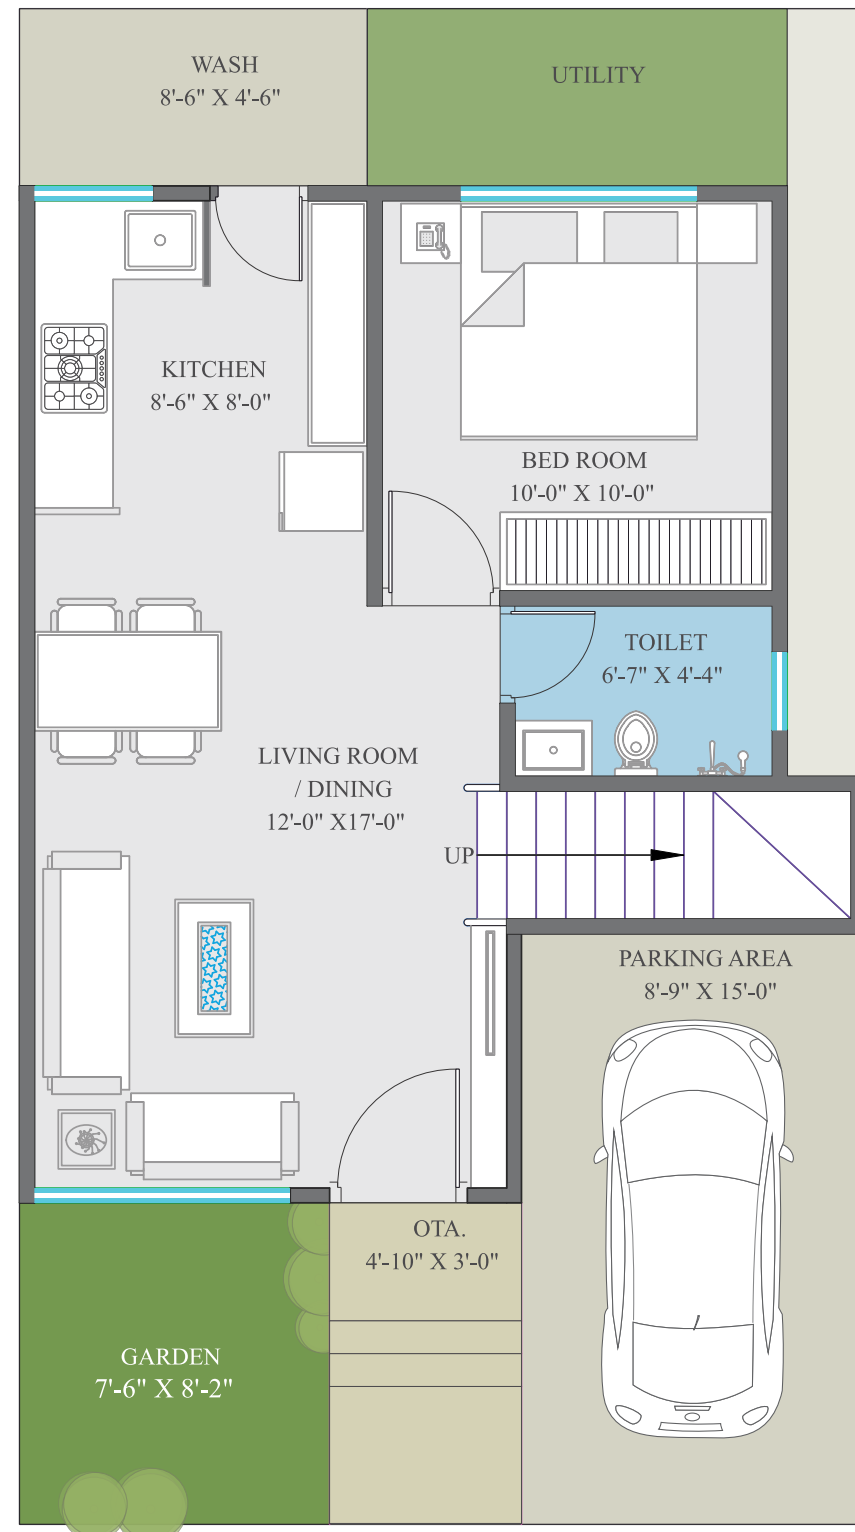 WASH
8'-6" X 4'-6"
UTILITY
KITCHEN
8'-6" X 8'-0"
BED ROOM
10'-0" X 10'-0"
TOILET
6'-7" X 4'-4"
LIVING ROOM
/ DINING
12'-0" X17'-0"
UP
PARKING AREA
8'-9" X 15'-0"
OTA.
4'-10" X 3'-0"
GARDEN
7'-6" X 8'-2"